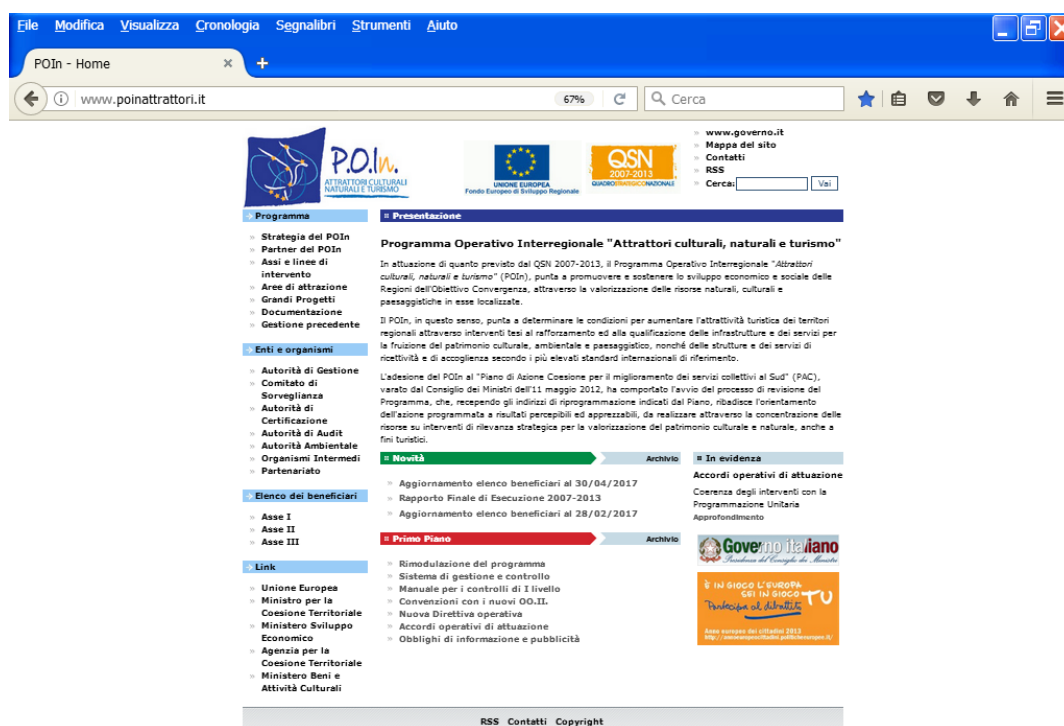 File Modifica Visualizza Cronologia Segnalibri Strumenti Aiuto
POIn - Home
www.poinattrattori.it
67%
Cerca
P.O.In.
ATTRATTORI CULTURALI
NATURALI E TURISMO
UNIONE EUROPEA
Fondo Europeo di Sviluppo Regionale
QSN
2007-2013
QUADRO STRATEGICO NAZIONALE
www.governo.it
Mappa del sito
Contatti
RSS
Cerca: Vai
Programma
Strategia del POIn
Partner del POIn
Assi e linee di
intervento
Aree di attrazione
Grandi Progetti
Documentazione
Gestione precedente
Enti e organismi
Autorità di Gestione
Comitato di
Sorveglianza
Autorità di
Certificazione
Autorità di Audit
Autorità Ambientale
Organismi Intermedi
Partenariato
Elenco dei beneficiari
Asse I
Asse II
Asse III
Link
Unione Europea
Ministro per la
Coesione Territoriale
Ministero Sviluppo
Economico
Agenzia per la
Coesione Territoriale
Ministero Beni e
Attività Culturali
Presentazione
Programma Operativo Interregionale "Attrattori culturali, naturali e turismo"
In attuazione di quanto previsto dal QSN 2007-2013, il Programma Operativo Interregionale "Attrattori
culturali, naturali e turismo" (POIn), punta a promuovere e sostenere lo sviluppo economico e sociale delle
Regioni dell'Obiettivo Convergenza, attraverso la valorizzazione delle risorse naturali, culturali e
paesaggistiche in esse localizzate.
Il POIn, in questo senso, punta a determinare le condizioni per aumentare l'attrattività turistica dei territori
regionali attraverso interventi tesi al rafforzamento ed alla qualificazione delle infrastrutture e dei servizi per
la fruizione del patrimonio culturale, ambientale e paesaggistico, nonché delle strutture e dei servizi di
ricettività e di accoglienza secondo i più elevati standard internazionali di riferimento.
L'adesione del POIn al "Piano di Azione Coesione per il miglioramento dei servizi collettivi al Sud" (PAC),
varato dal Consiglio dei Ministri dell'11 maggio 2012, ha comportato l'avvio del processo di revisione del
Programma, che, recependo gli indirizzi di riprogrammazione indicati dal Piano, ribadisce l'orientamento
dell'azione programmata a risultati percepibili ed apprezzabili, da realizzare attraverso la concentrazione delle
risorse su interventi di rilevanza strategica per la valorizzazione del patrimonio culturale e naturale, anche a
fini turistici.
Novità Archivio
Aggiornamento elenco beneficiari al 30/04/2017
Rapporto Finale di Esecuzione 2007-2013
Aggiornamento elenco beneficiari al 28/02/2017
Primo Piano Archivio
Rimodulazione del programma
Sistema di gestione e controllo
Manuale per i controlli di I livello
Convenzioni con i nuovi OO.II.
Nuova Direttiva operativa
Accordi operativi di attuazione
Obblighi di informazione e pubblicità
In evidenza
Accordi operativi di attuazione
Coerenza degli interventi con la
Programmazione Unitaria
Approfondimento
Governo italiano
Presidenza del Consiglio dei Ministri
È IN GIOCO L'EUROPA
SEI IN GIOCO TU
Partecipa al dibattito
Anno europeo dei cittadini 2013
http://annoeuropeocittadini.politicheeuropee.it/
RSS Contatti Copyright